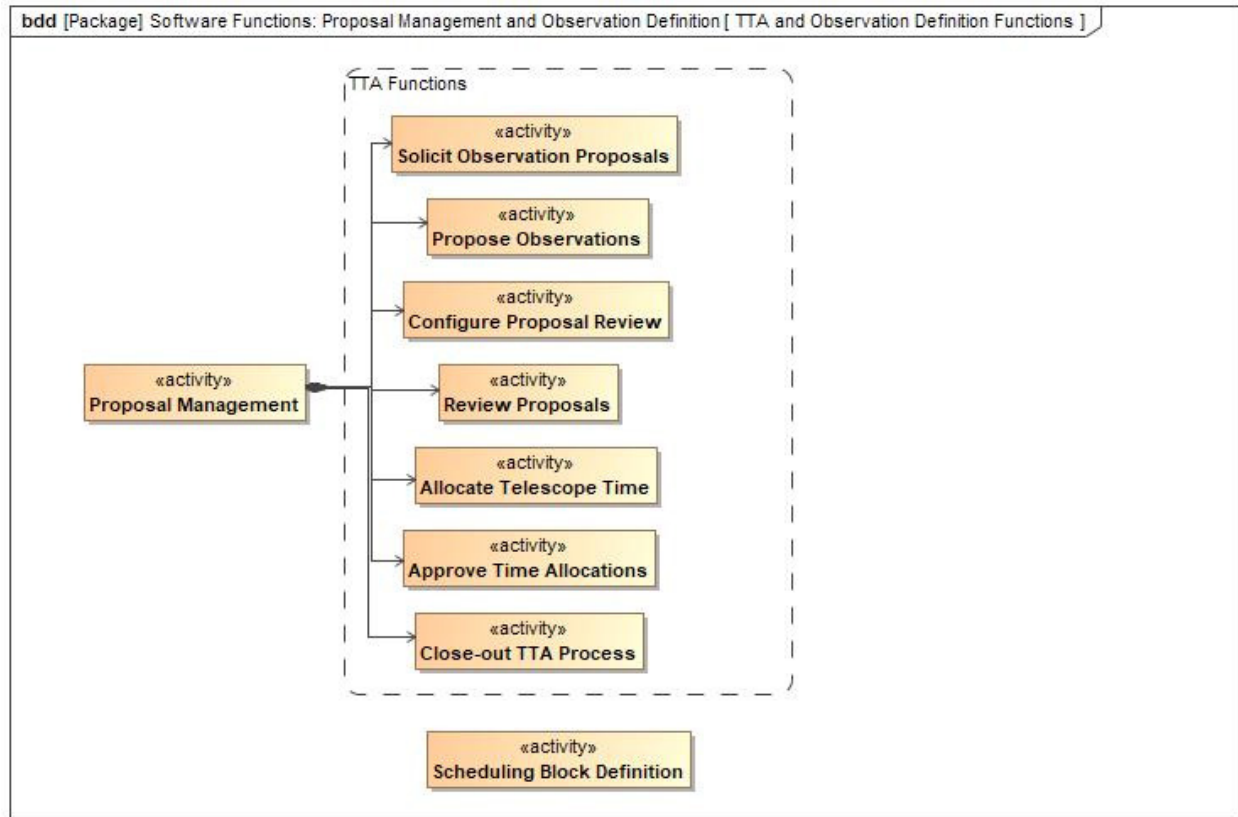 bdd [Package] Software Functions: Proposal Management and Observation Definition [ TTA and Observation Definition Functions ]
TTA Functions
«activity»
Solicit Observation Proposals
«activity»
Propose Observations
«activity»
Configure Proposal Review
«activity»
Proposal Management
«activity»
Review Proposals
«activity»
Allocate Telescope Time
«activity»
Approve Time Allocations
«activity»
Close-out TTA Process
«activity»
Scheduling Block Definition